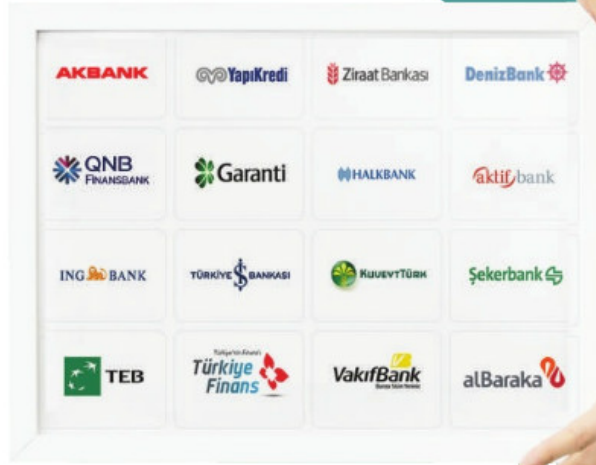 AKBANK
YapıKredi
Ziraat Bankası
DenizBank
QNB
FINANSBANK
Garanti
HALKBANK
aktif bank
ING BANK
TÜRKİYE İŞ BANKASI
KUVEYTTÜRK
Şekerbank
TEB
Türkiye
Finans
VakıfBank
alBaraka